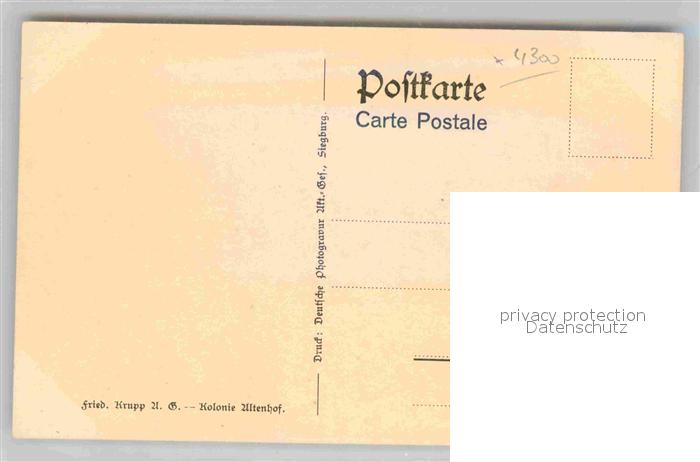 × 4300
Postkarte
Carte Postale
Druck: Deutsche Photogravur Akt.-Ges., Siegburg.
privacy protection
Datenschutz
Fried. Krupp A. G. -- Kolonie Altenhof.